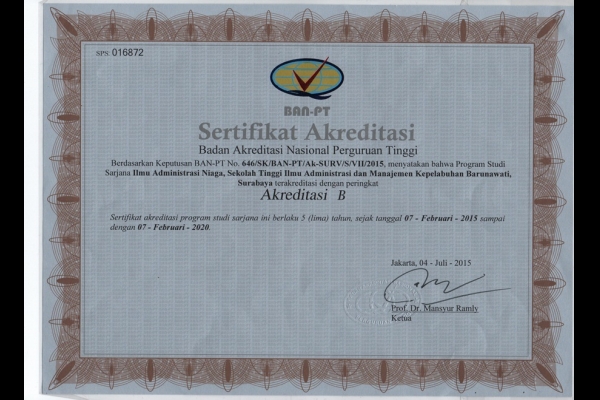 SPS: 016872
BAN-PT
Sertifikat Akreditasi
Badan Akreditasi Nasional Perguruan Tinggi
Berdasarkan Keputusan BAN-PT No. 646/SK/BAN-PT/Ak-SURV/S/VII/2015, menyatakan bahwa Program Studi
Sarjana Ilmu Administrasi Niaga, Sekolah Tinggi Ilmu Administrasi dan Manajemen Kepelabuhan Barunawati,
Surabaya terakreditasi dengan peringkat
Akreditasi B
Sertifikat akreditasi program studi sarjana ini berlaku 5 (lima) tahun, sejak tanggal 07 - Februari - 2015 sampai
dengan 07 - Februari - 2020.
Jakarta, 04 - Juli - 2015
Prof. Dr. Mansyur Ramly
Ketua